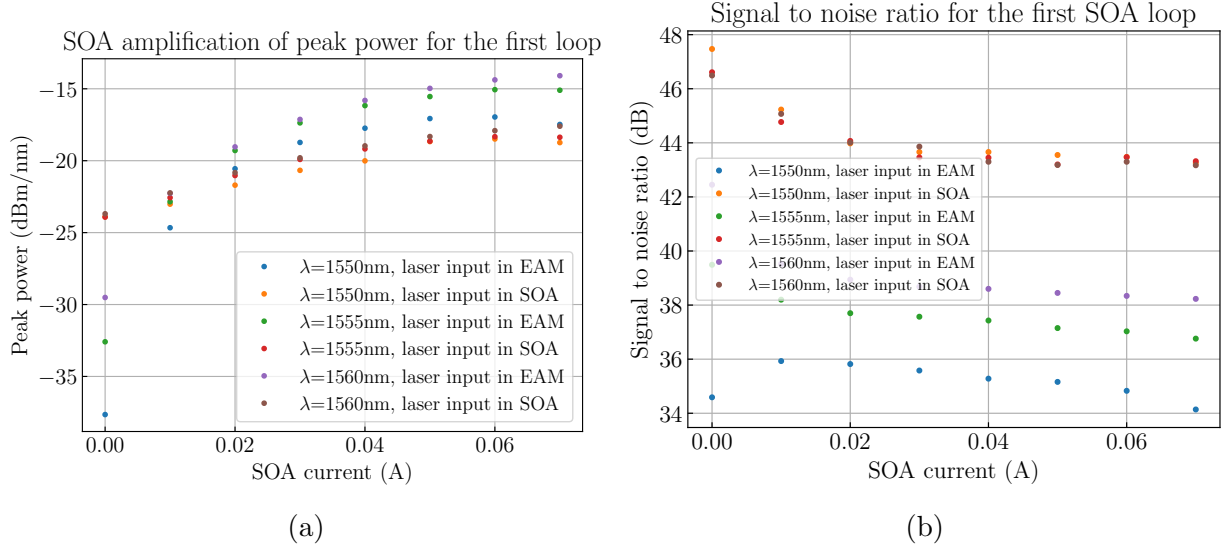 SOA amplification of peak power for the first loop
Peak power (dBm/nm)
−15
−20
−25
−30
−35
λ=1550nm, laser input in EAM
λ=1550nm, laser input in SOA
λ=1555nm, laser input in EAM
λ=1555nm, laser input in SOA
λ=1560nm, laser input in EAM
λ=1560nm, laser input in SOA
0.00 0.02 0.04 0.06
SOA current (A)
(a)
Signal to noise ratio for the first SOA loop
Signal to noise ratio (dB)
48
46
44
42
40
38
36
34
λ=1550nm, laser input in EAM
λ=1550nm, laser input in SOA
λ=1555nm, laser input in EAM
λ=1555nm, laser input in SOA
λ=1560nm, laser input in EAM
λ=1560nm, laser input in SOA
0.00 0.02 0.04 0.06
SOA current (A)
(b)